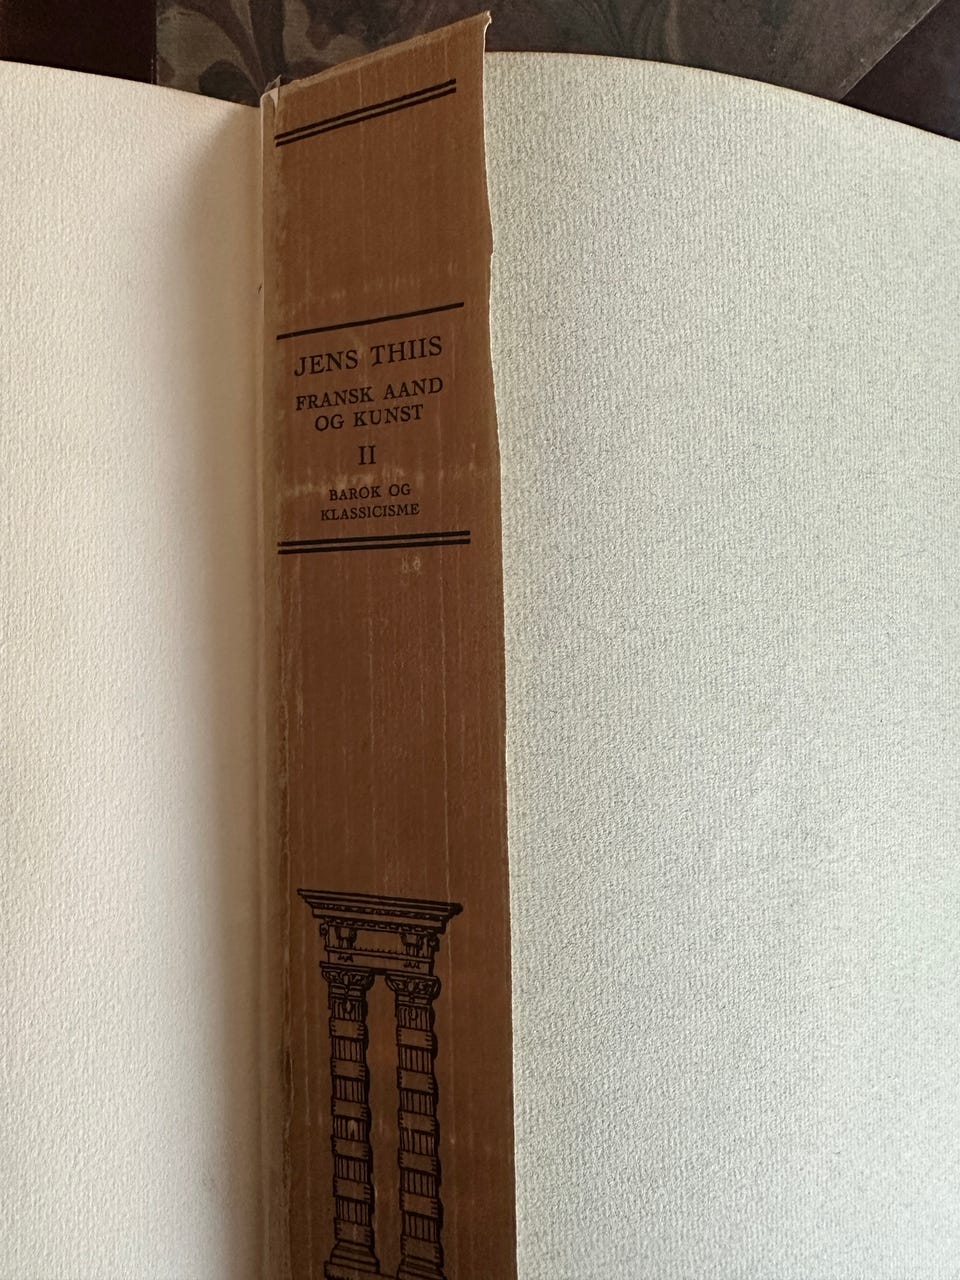 JENS THIIS
FRANSK AAND
OG KUNST
II
BAROK OG
KLASSICISME